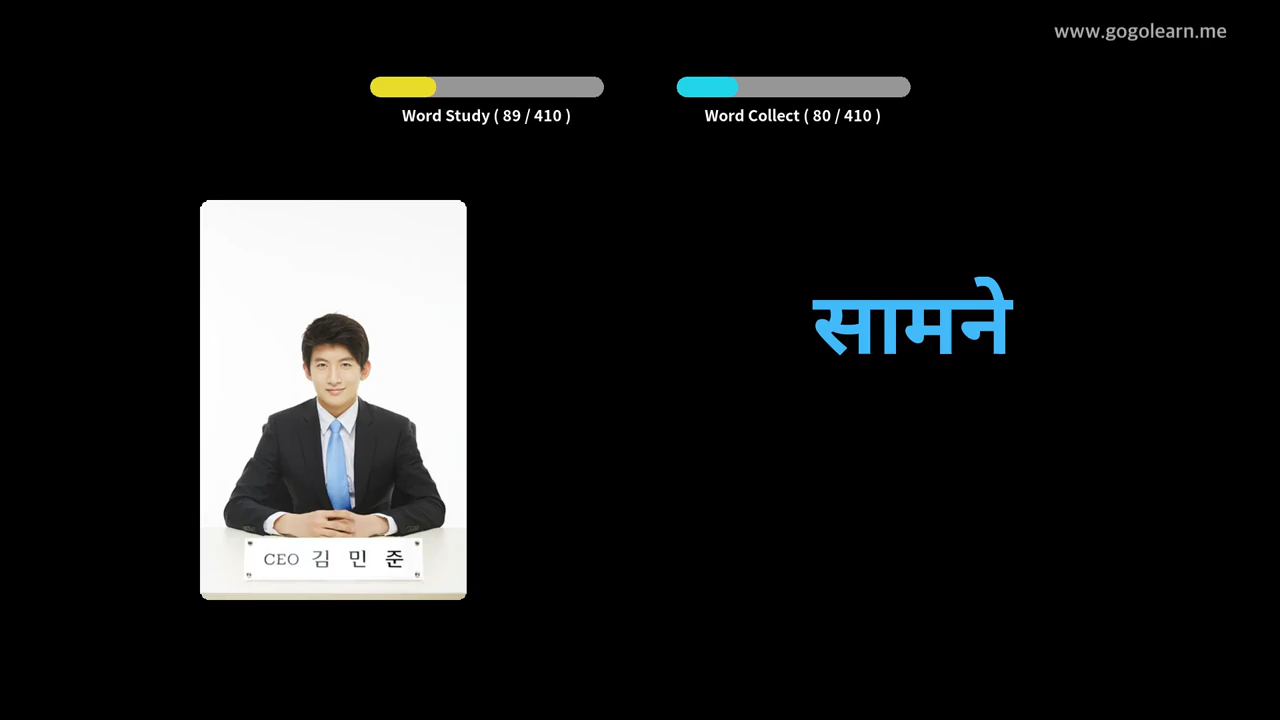 www.gogolearn.me
Word Study ( 89 / 410 )
Word Collect ( 80 / 410 )
सामने
CEO 김 민 준